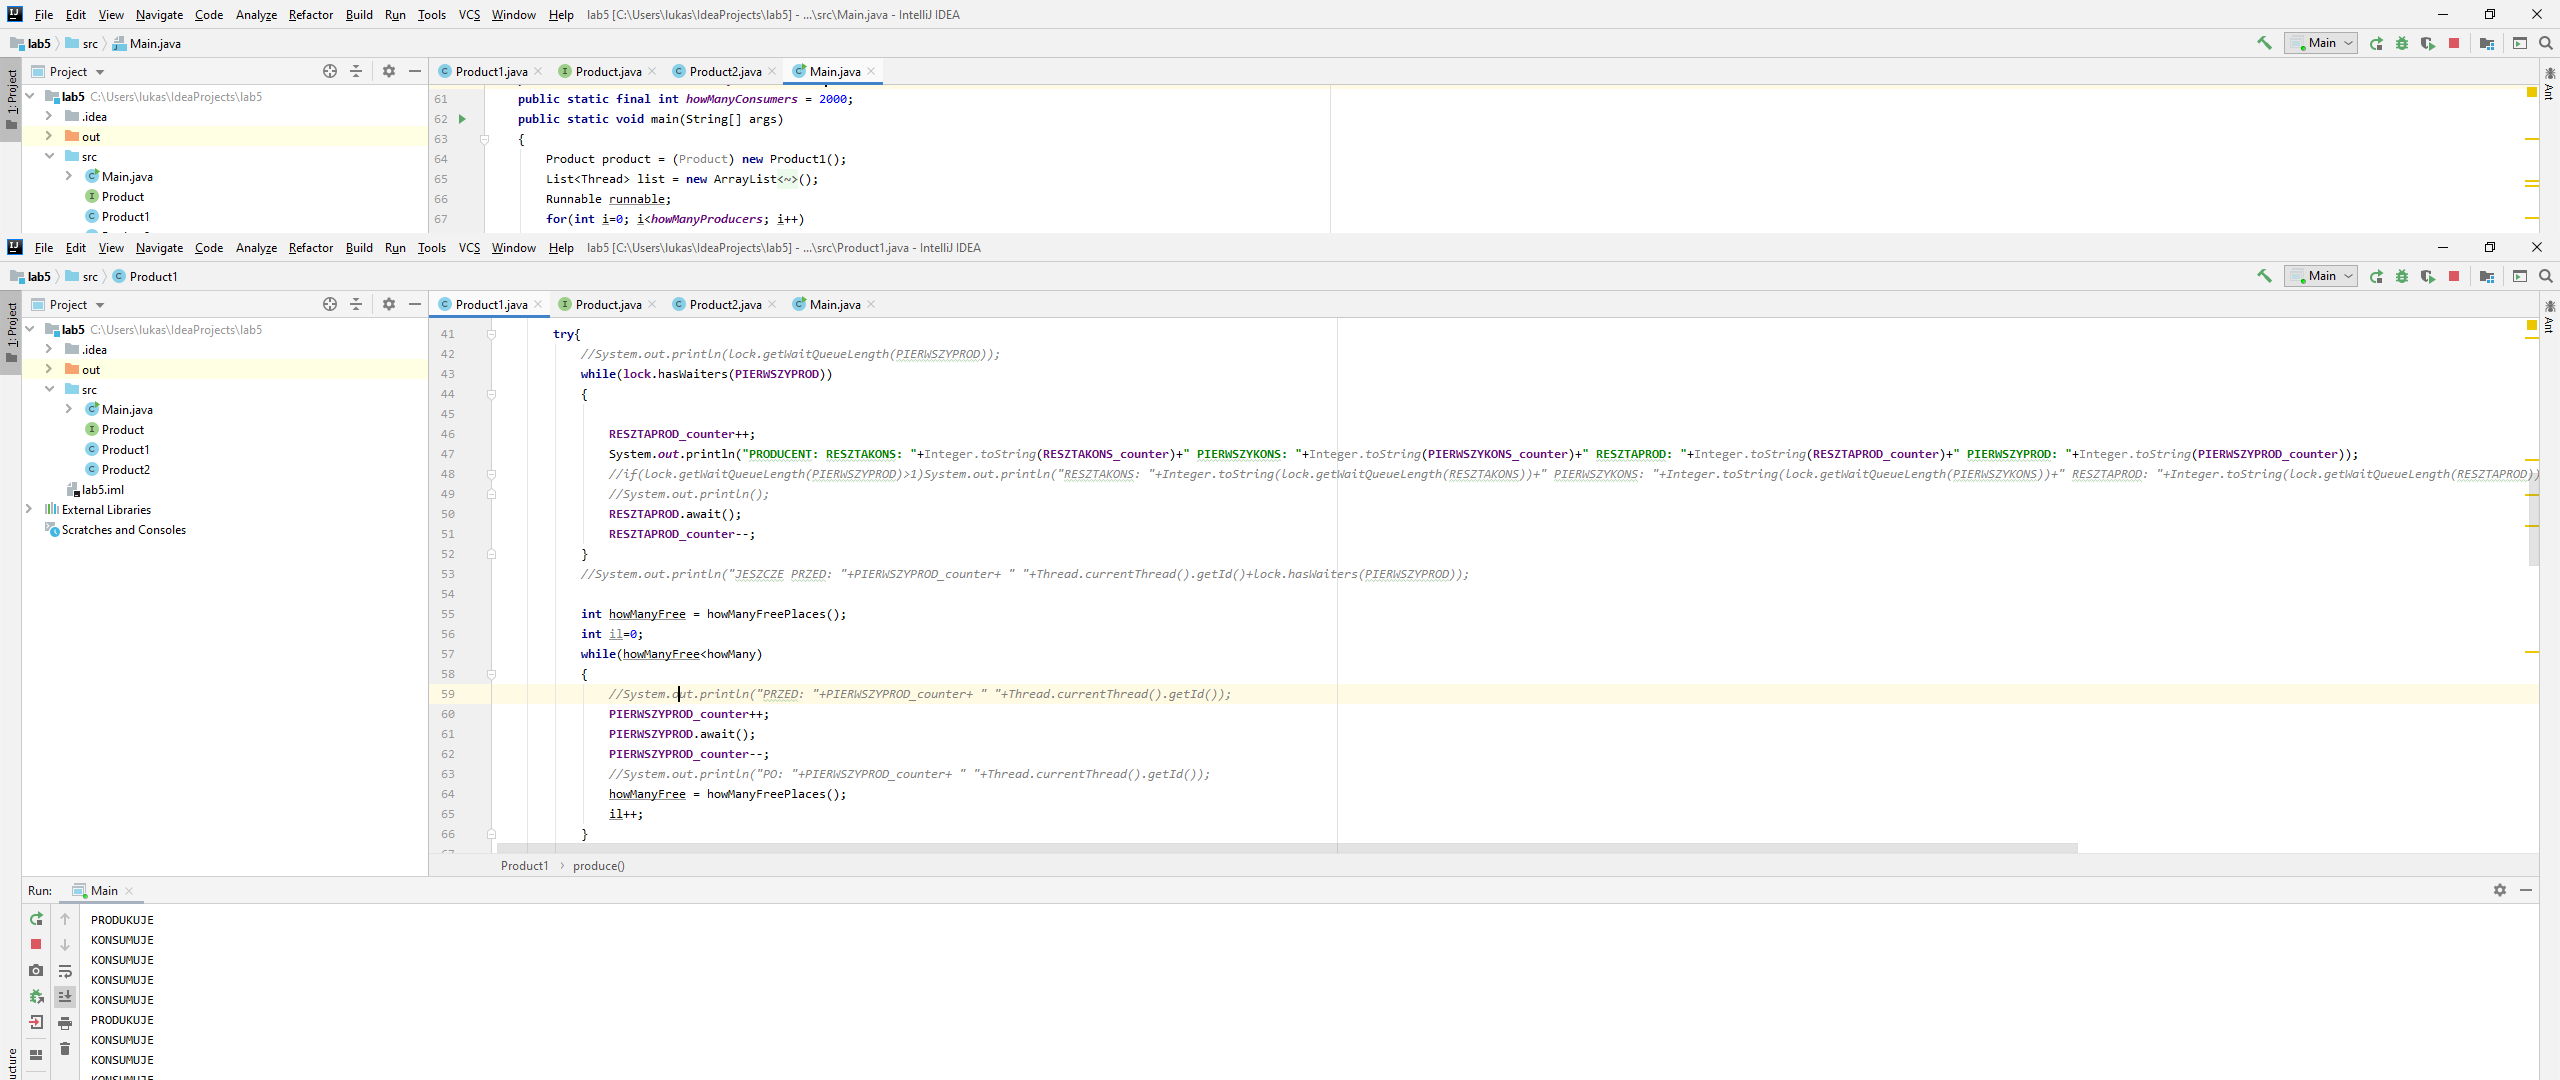 File Edit View Navigate Code Analyze Refactor Build Run Tools VCS Window Help lab5 [C:\Users\lukas\IdeaProjects\lab5] - ...\src\Main.java - IntelliJ IDEA
lab5 src Main.java
Main
1: Project
Project
Product1.java Product.java Product2.java Main.java
Ant
lab5 C:\Users\lukas\IdeaProjects\lab5
.idea
out
src
Main.java
Product
Product1
61 public static final int howManyConsumers = 2000;
62 public static void main(String[] args)
63 {
64 Product product = (Product) new Product1();
65 List<Thread> list = new ArrayList<~>();
66 Runnable runnable;
67 for(int i=0; i<howManyProducers; i++)
File Edit View Navigate Code Analyze Refactor Build Run Tools VCS Window Help lab5 [C:\Users\lukas\IdeaProjects\lab5] - ...\src\Product1.java - IntelliJ IDEA
lab5 src Product1
Main
1: Project
Project
Product1.java Product.java Product2.java Main.java
Ant
lab5 C:\Users\lukas\IdeaProjects\lab5
.idea
out
src
Main.java
Product
Product1
Product2
lab5.iml
External Libraries
Scratches and Consoles
41 try{
42 //System.out.println(lock.getWaitQueueLength(PIERWSZYPROD));
43 while(lock.hasWaiters(PIERWSZYPROD))
44 {
45
46 RESZTAPROD_counter++;
47 System.out.println("PRODUCENT: RESZTAKONS: "+Integer.toString(RESZTAKONS_counter)+" PIERWSZYKONS: "+Integer.toString(PIERWSZYKONS_counter)+" RESZTAPROD: "+Integer.toString(RESZTAPROD_counter)+" PIERWSZYPROD: "+Integer.toString(PIERWSZYPROD_counter));
48 //if(lock.getWaitQueueLength(PIERWSZYPROD)>1)System.out.println("RESZTAKONS: "+Integer.toString(lock.getWaitQueueLength(RESZTAKONS))+" PIERWSZYKONS: "+Integer.toString(lock.getWaitQueueLength(PIERWSZYKONS))+" RESZTAPROD: "+Integer.toString(lock.getWaitQueueLength(RESZTAPROD))
49 //System.out.println();
50 RESZTAPROD.await();
51 RESZTAPROD_counter--;
52 }
53 //System.out.println("JESZCZE PRZED: "+PIERWSZYPROD_counter+ " "+Thread.currentThread().getId()+lock.hasWaiters(PIERWSZYPROD));
54
55 int howManyFree = howManyFreePlaces();
56 int il=0;
57 while(howManyFree<howMany)
58 {
59 //System.out.println("PRZED: "+PIERWSZYPROD_counter+ " "+Thread.currentThread().getId());
60 PIERWSZYPROD_counter++;
61 PIERWSZYPROD.await();
62 PIERWSZYPROD_counter--;
63 //System.out.println("PO: "+PIERWSZYPROD_counter+ " "+Thread.currentThread().getId());
64 howManyFree = howManyFreePlaces();
65 il++;
66 }
Product1 produce()
Run: Main
PRODUKUJE
KONSUMUJE
KONSUMUJE
KONSUMUJE
KONSUMUJE
PRODUKUJE
KONSUMUJE
KONSUMUJE
KONSUMUJE
ucture